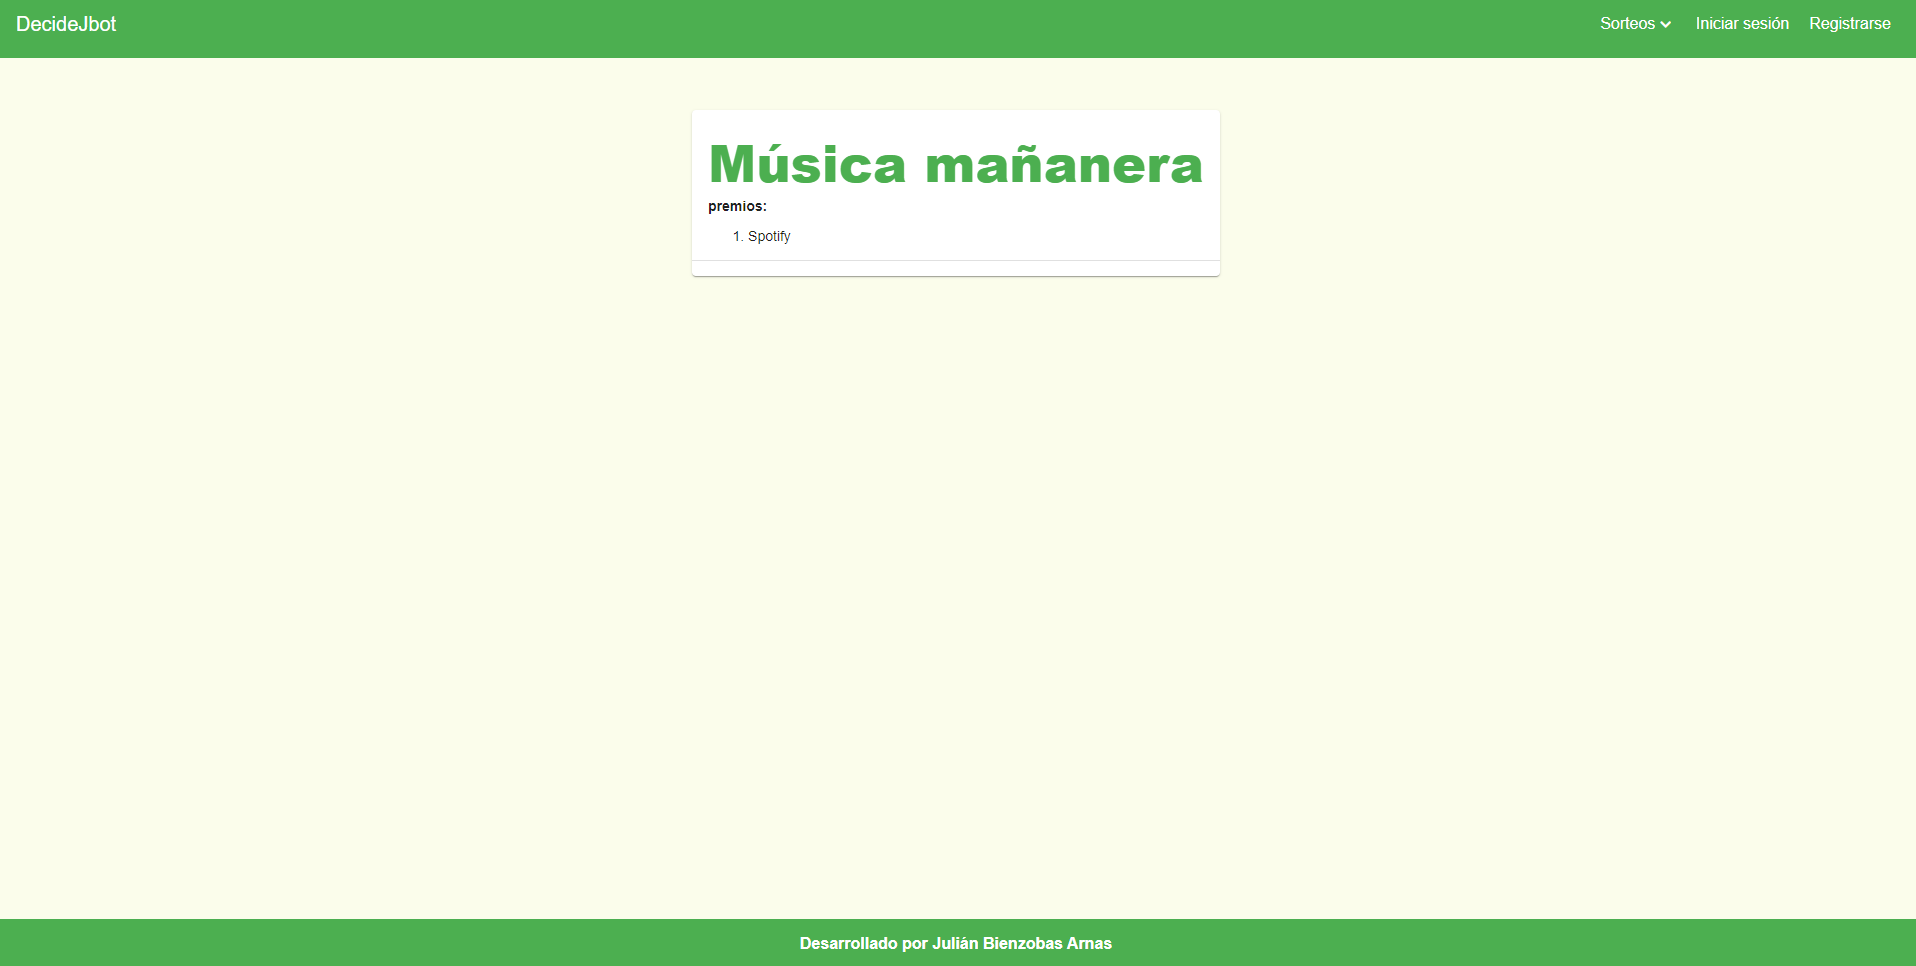 DecideJbot
Sorteos Iniciar sesión Registrarse
Música mañanera
premios:
1. Spotify
Desarrollado por Julián Bienzobas Arnas